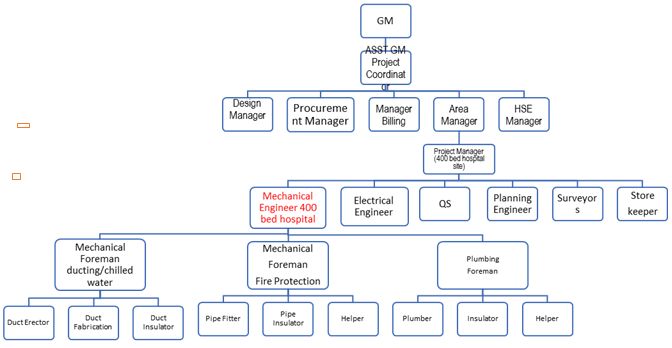 GM
ASST GM
Project
Coordinat
or
Design
Manager
Procureme
nt Manager
Manager
Billing
Area
Manager
HSE
Manager
Project Manager
(400 bed hospital
site)
Mechanical
Engineer 400
bed hospital
Electrical
Engineer
QS
Planning
Engineer
Surveyor
s
Store
keeper
Mechanical
Foreman
ducting/chilled
water
Mechanical
Foreman
Fire Protection
Plumbing
Foreman
Duct Erector
Duct
Fabrication
Duct
Insulator
Pipe Fitter
Pipe
Insulator
Helper
Plumber
Insulator
Helper